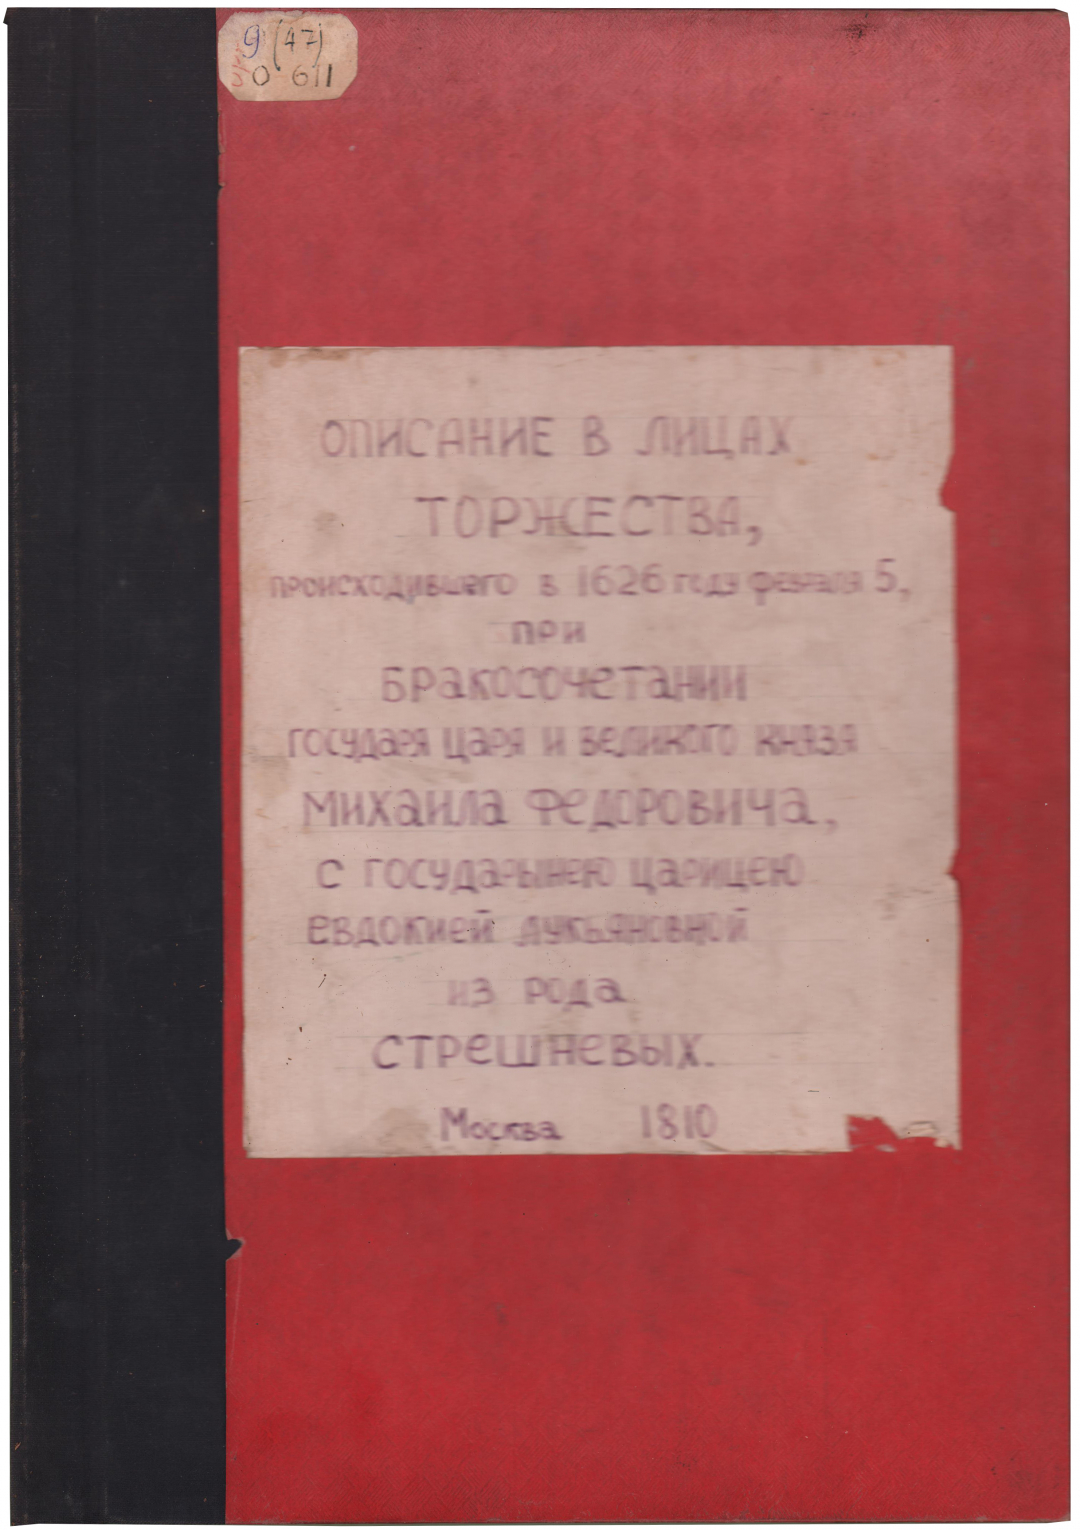 9 (47)
О 611
ОПИСАНИЕ В ЛИЦАХ
ТОРЖЕСТВА,
происходившего в 1626 году февраля 5,
при
БРАКОСОЧЕТАНИИ
ГОСУДАРЯ ЦАРЯ И ВЕЛИКОГО КНЯЗЯ
МИХАИЛА ФЕДОРОВИЧА,
С ГОСУДАРЫНЕЮ ЦАРИЦЕЮ
ЕВДОКИЕЙ ЛУКЬЯНОВНОЙ
ИЗ РОДА
СТРЕШНЕВЫХ.
Москва 1810